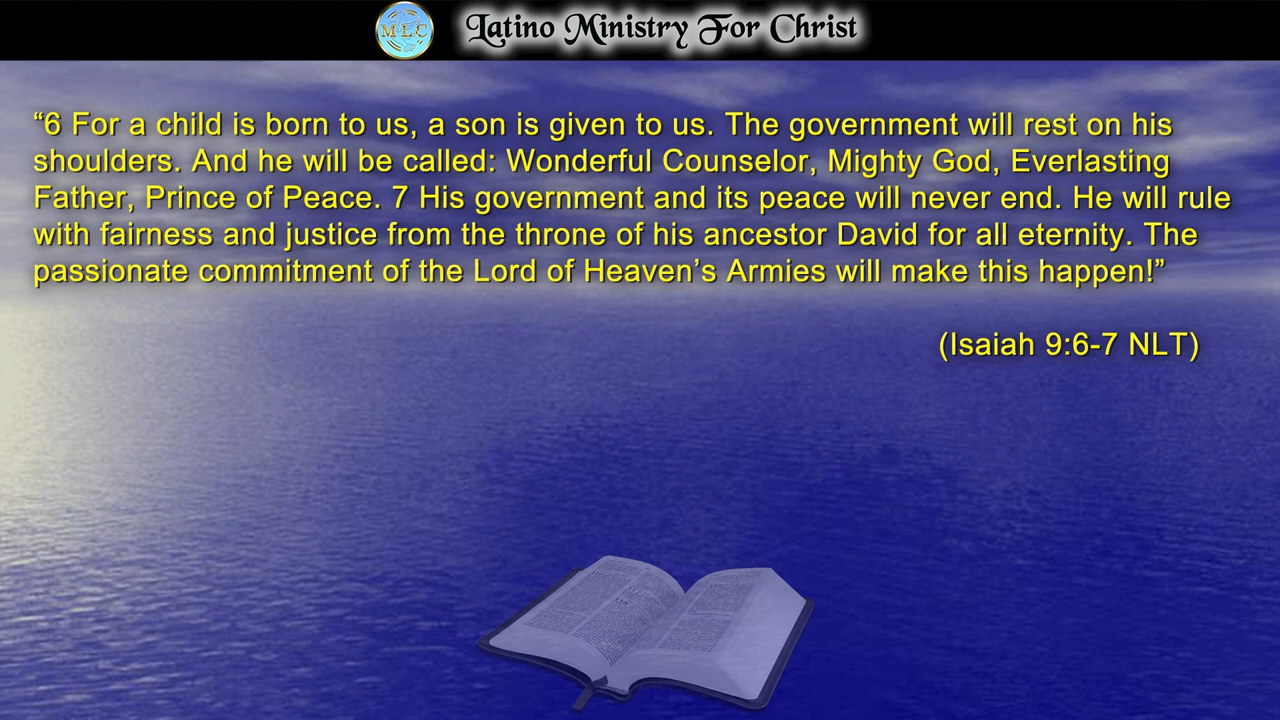 MLC
Latino Ministry For Christ
“6 For a child is born to us, a son is given to us. The government will rest on his
shoulders. And he will be called: Wonderful Counselor, Mighty God, Everlasting
Father, Prince of Peace. 7 His government and its peace will never end. He will rule
with fairness and justice from the throne of his ancestor David for all eternity. The
passionate commitment of the Lord of Heaven’s Armies will make this happen!”
(Isaiah 9:6-7 NLT)